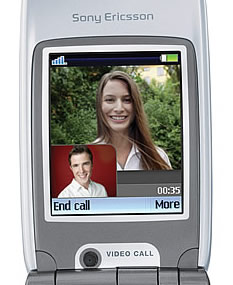 Sony Ericsson
00:35
End call More
VIDEO CALL